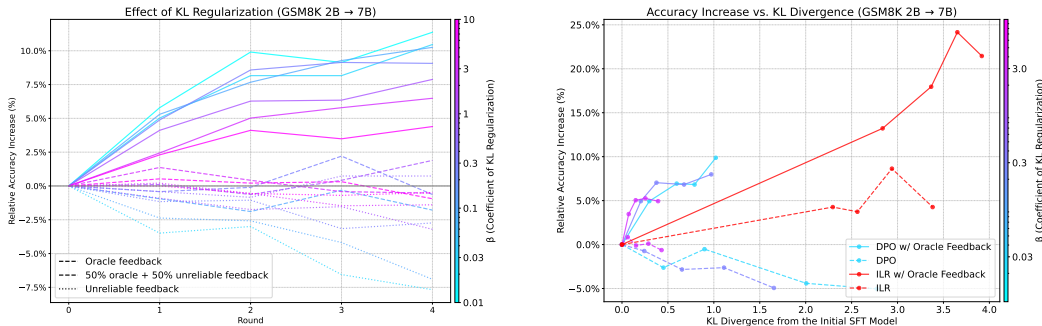 Effect of KL Regularization (GSM8K 2B → 7B)
Relative Accuracy Increase (%)
10.0%
7.5%
5.0%
2.5%
0.0%
−2.5%
−5.0%
−7.5%
0
1
2
3
4
Round
Oracle feedback
50% oracle + 50% unreliable feedback
Unreliable feedback
10
3
1
0.3
0.1
0.03
0.01
β (Coefficient of KL Regularization)
Accuracy Increase vs. KL Divergence (GSM8K 2B → 7B)
Relative Accuracy Increase (%)
25.0%
20.0%
15.0%
10.0%
5.0%
0.0%
−5.0%
0.0
0.5
1.0
1.5
2.0
2.5
3.0
3.5
4.0
KL Divergence from the Initial SFT Model
DPO w/ Oracle Feedback
DPO
ILR w/ Oracle Feedback
ILR
3.0
0.3
0.03
β (Coefficient of KL Regularization)